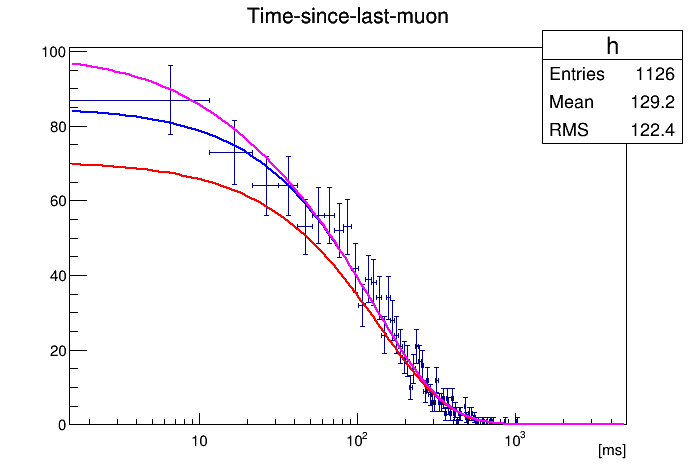 Time-since-last-muon
h
Entries 1126
Mean 129.2
RMS 122.4
100
80
60
40
20
0
10 10² 10³
[ms]